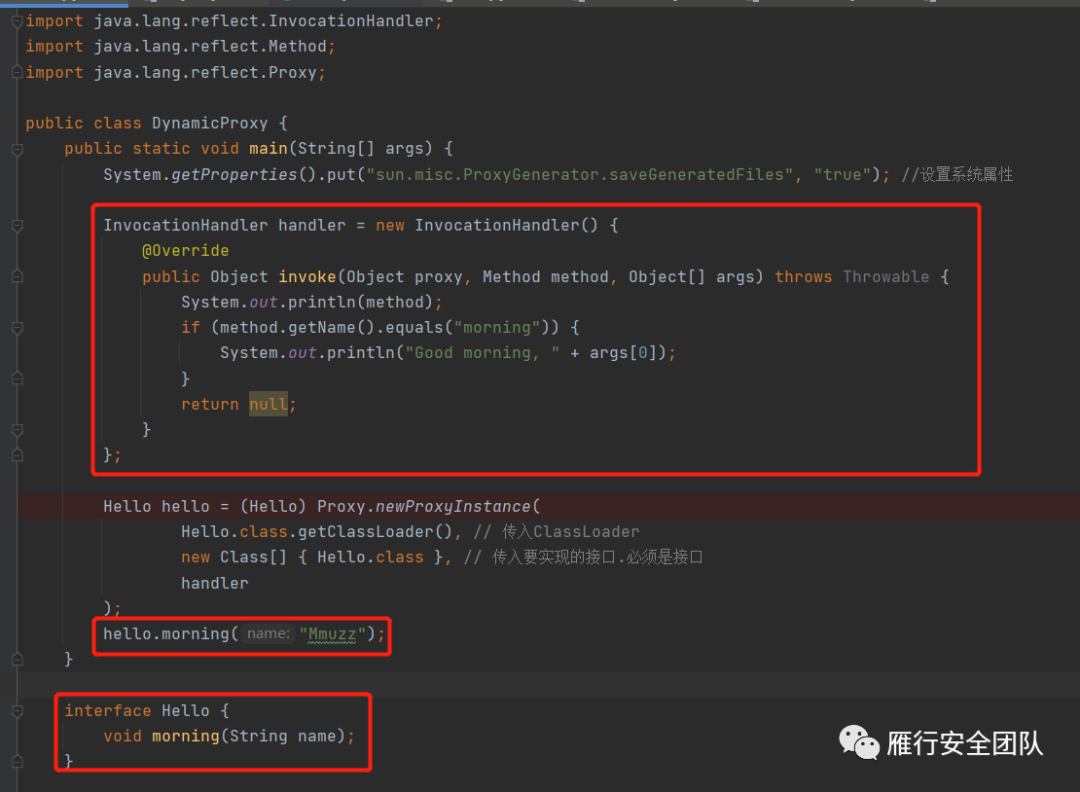 import java.lang.reflect.InvocationHandler;
import java.lang.reflect.Method;
import java.lang.reflect.Proxy;
public class DynamicProxy {
public static void main(String[] args) {
System.getProperties().put("sun.misc.ProxyGenerator.saveGeneratedFiles", "true"); //设置系统属性
InvocationHandler handler = new InvocationHandler() {
@Override
public Object invoke(Object proxy, Method method, Object[] args) throws Throwable {
System.out.println(method);
if (method.getName().equals("morning")) {
System.out.println("Good morning, " + args[0]);
}
return null;
}
};
Hello hello = (Hello) Proxy.newProxyInstance(
Hello.class.getClassLoader(), // 传入ClassLoader
new Class[] { Hello.class }, // 传入要实现的接口.必须是接口
handler
);
hello.morning( name: "Mmuzz");
}
interface Hello {
void morning(String name);
}
雁行安全团队